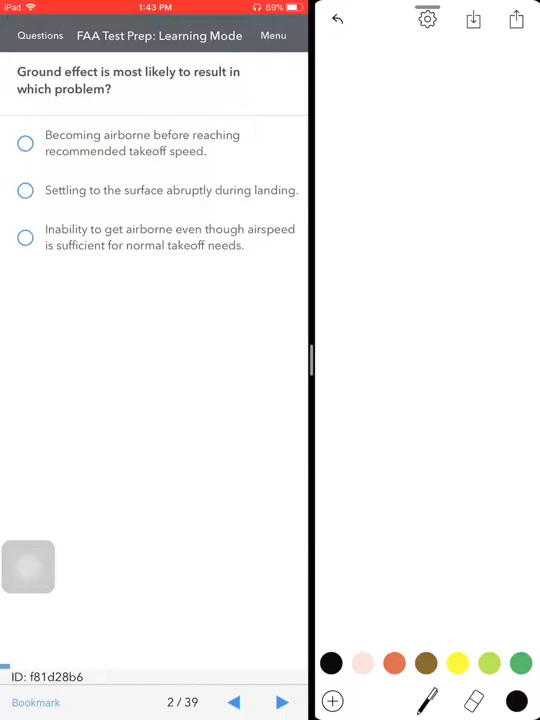 iPad 1:43 PM 69%
Questions FAA Test Prep: Learning Mode Menu
Ground effect is most likely to result in
which problem?
Becoming airborne before reaching
recommended takeoff speed.
Settling to the surface abruptly during landing.
Inability to get airborne even though airspeed
is sufficient for normal takeoff needs.
ID: f81d28b6
Bookmark 2 / 39